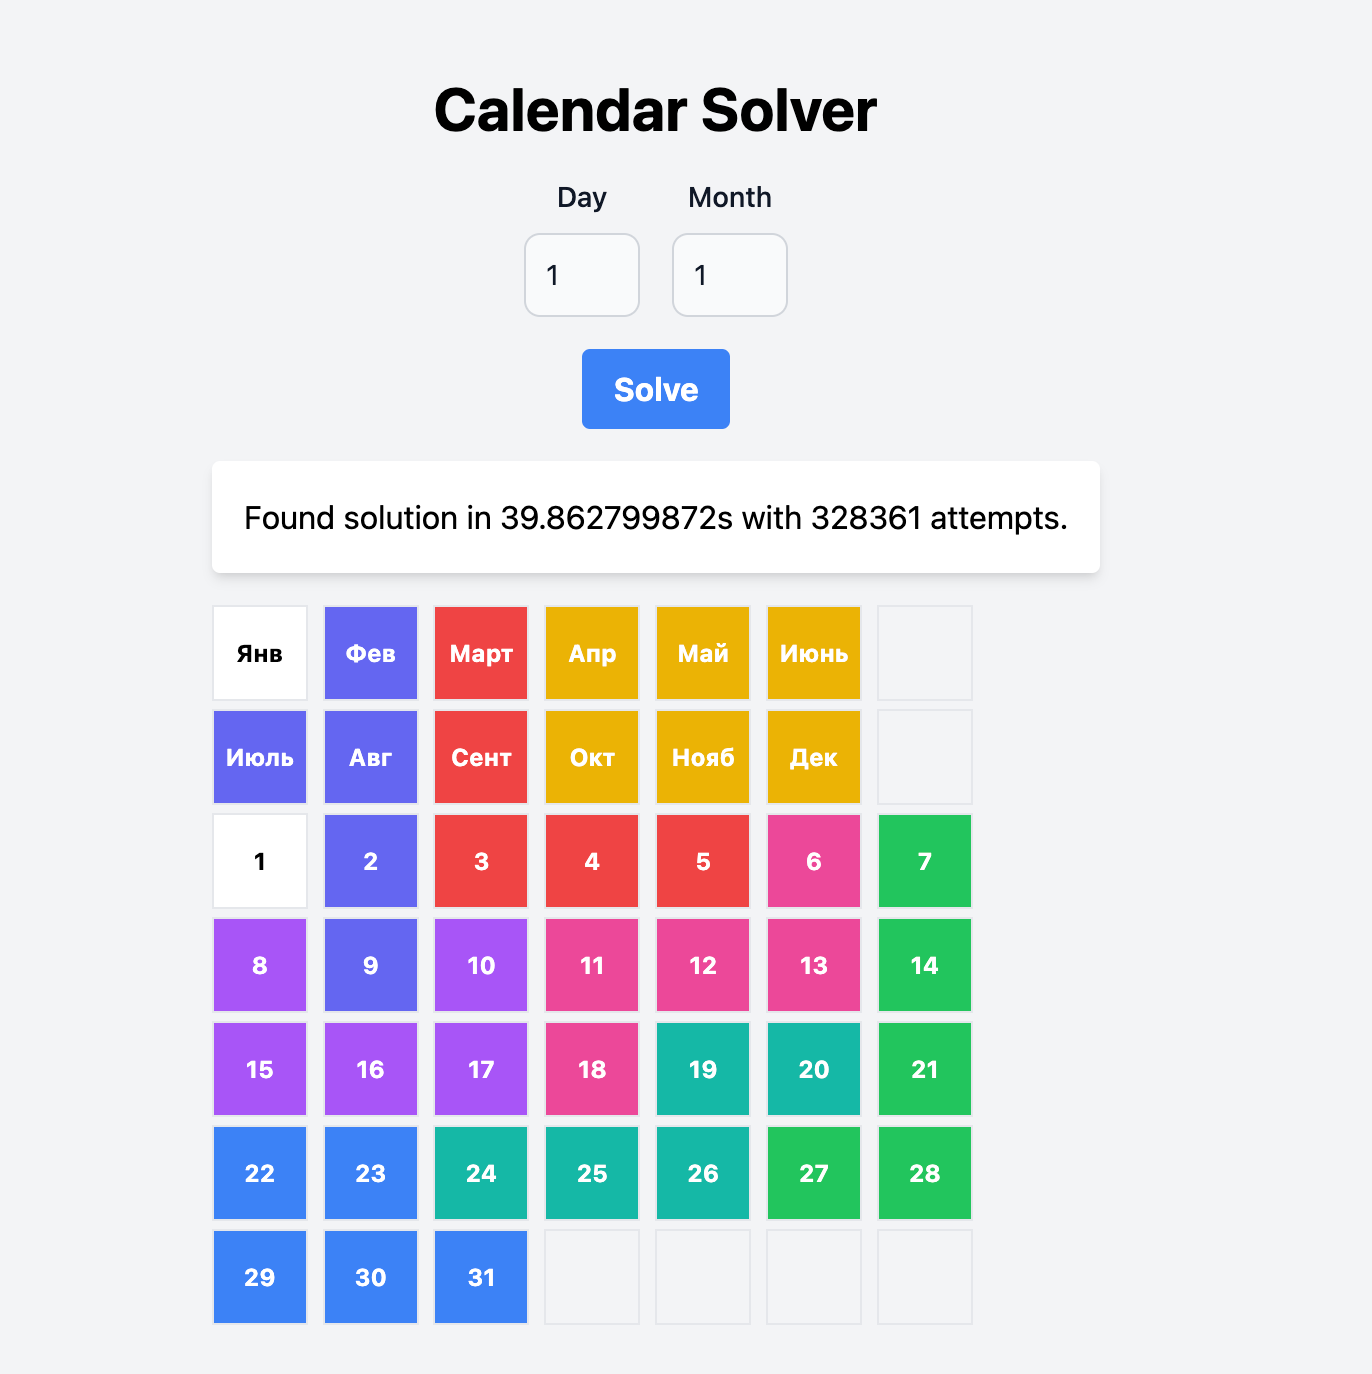 Calendar Solver
Day Month
1 1
Solve
Found solution in 39.862799872s with 328361 attempts.
Янв Фев Март Апр Май Июнь
Июль Авг Сент Окт Нояб Дек
1 2 3 4 5 6 7
8 9 10 11 12 13 14
15 16 17 18 19 20 21
22 23 24 25 26 27 28
29 30 31